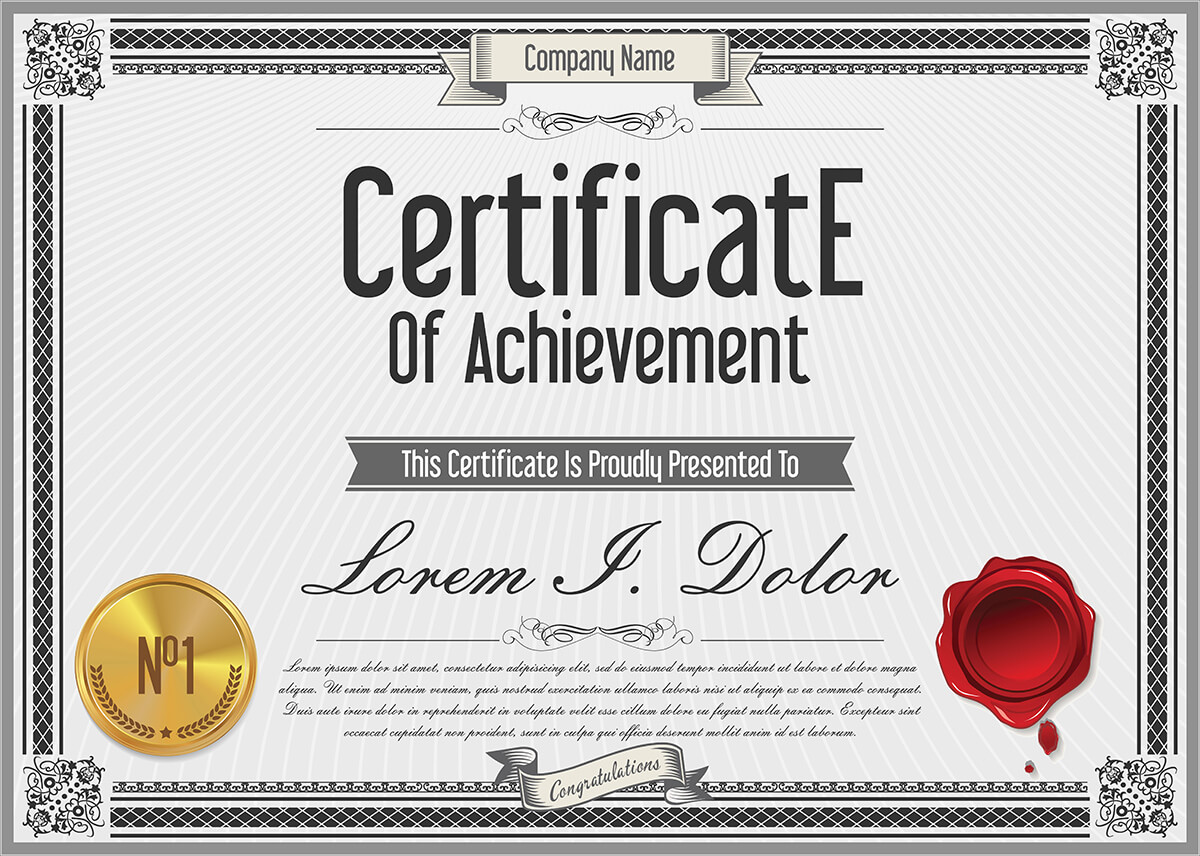 Company Name
CertificatE
Of Achievement
This Certificate Is Proudly Presented To
Lorem I. Dolor
Nº1
Lorem ipsum dolor sit amet, consectetur adipisicing elit, sed do eiusmod tempor incididunt ut labore et dolore magna
aliqua. Ut enim ad minim veniam, quis nostrud exercitation ullamco laboris nisi ut aliquip ex ea commodo consequat.
Duis aute irure dolor in reprehenderit in voluptate velit esse cillum dolore eu fugiat nulla pariatur. Excepteur sint
occaecat cupidatat non proident, sunt in culpa qui officia deserunt mollit anim id est laborum.
Congratulations